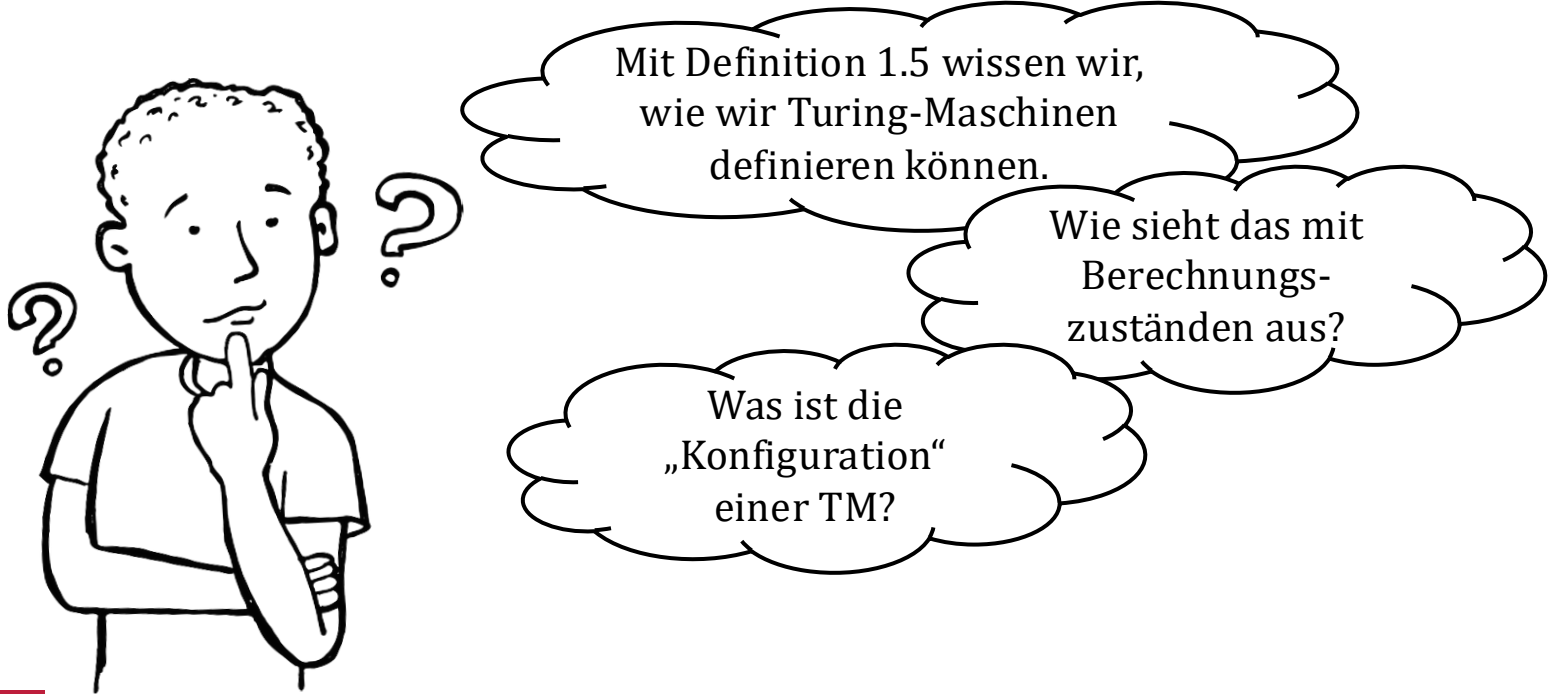 Mit Definition 1.5 wissen wir,
wie wir Turing-Maschinen
definieren können.
Wie sieht das mit
Berechnungs-
zuständen aus?
Was ist die
„Konfiguration“
einer TM?
?
?